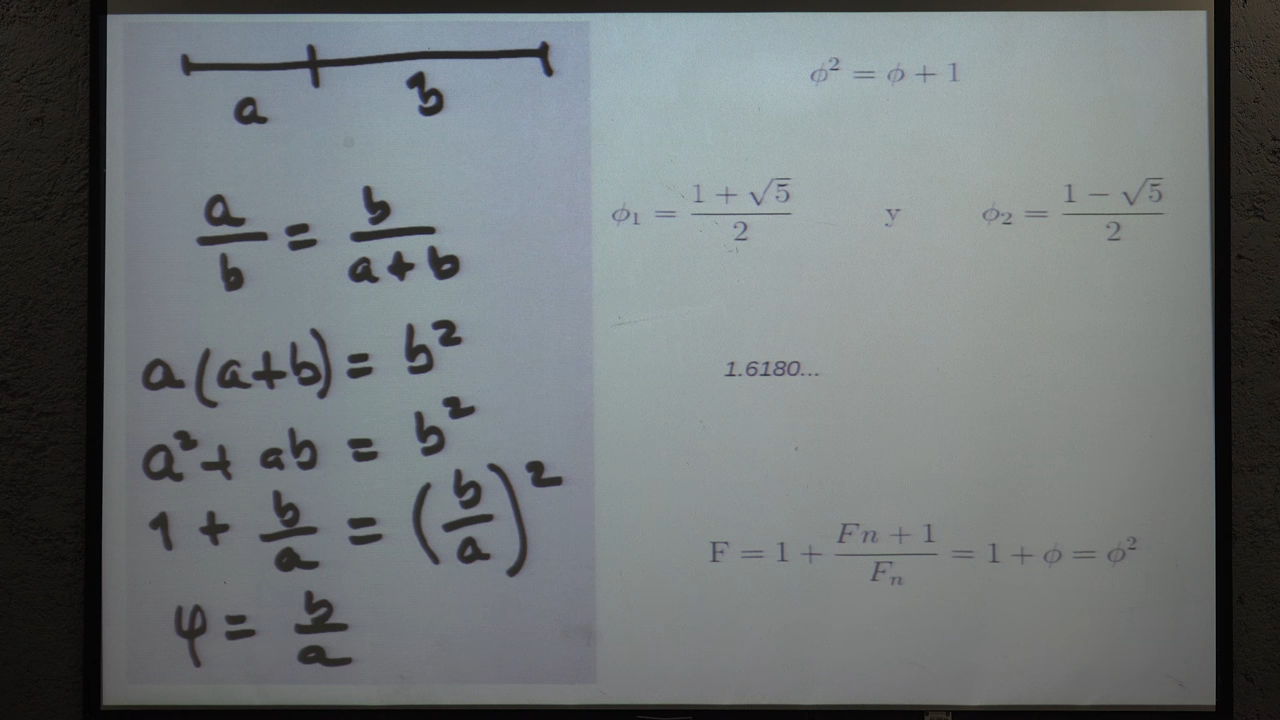 a b
a/b = b/(a+b)
a(a+b) = b²
a² + ab = b²
1 + b/a = (b/a)²
φ = b/a
ϕ² = ϕ + 1
ϕ₁ = (1 + √5)/2 y ϕ₂ = (1 − √5)/2
1.6180...
F = 1 + (Fn + 1)/Fₙ = 1 + ϕ = ϕ²